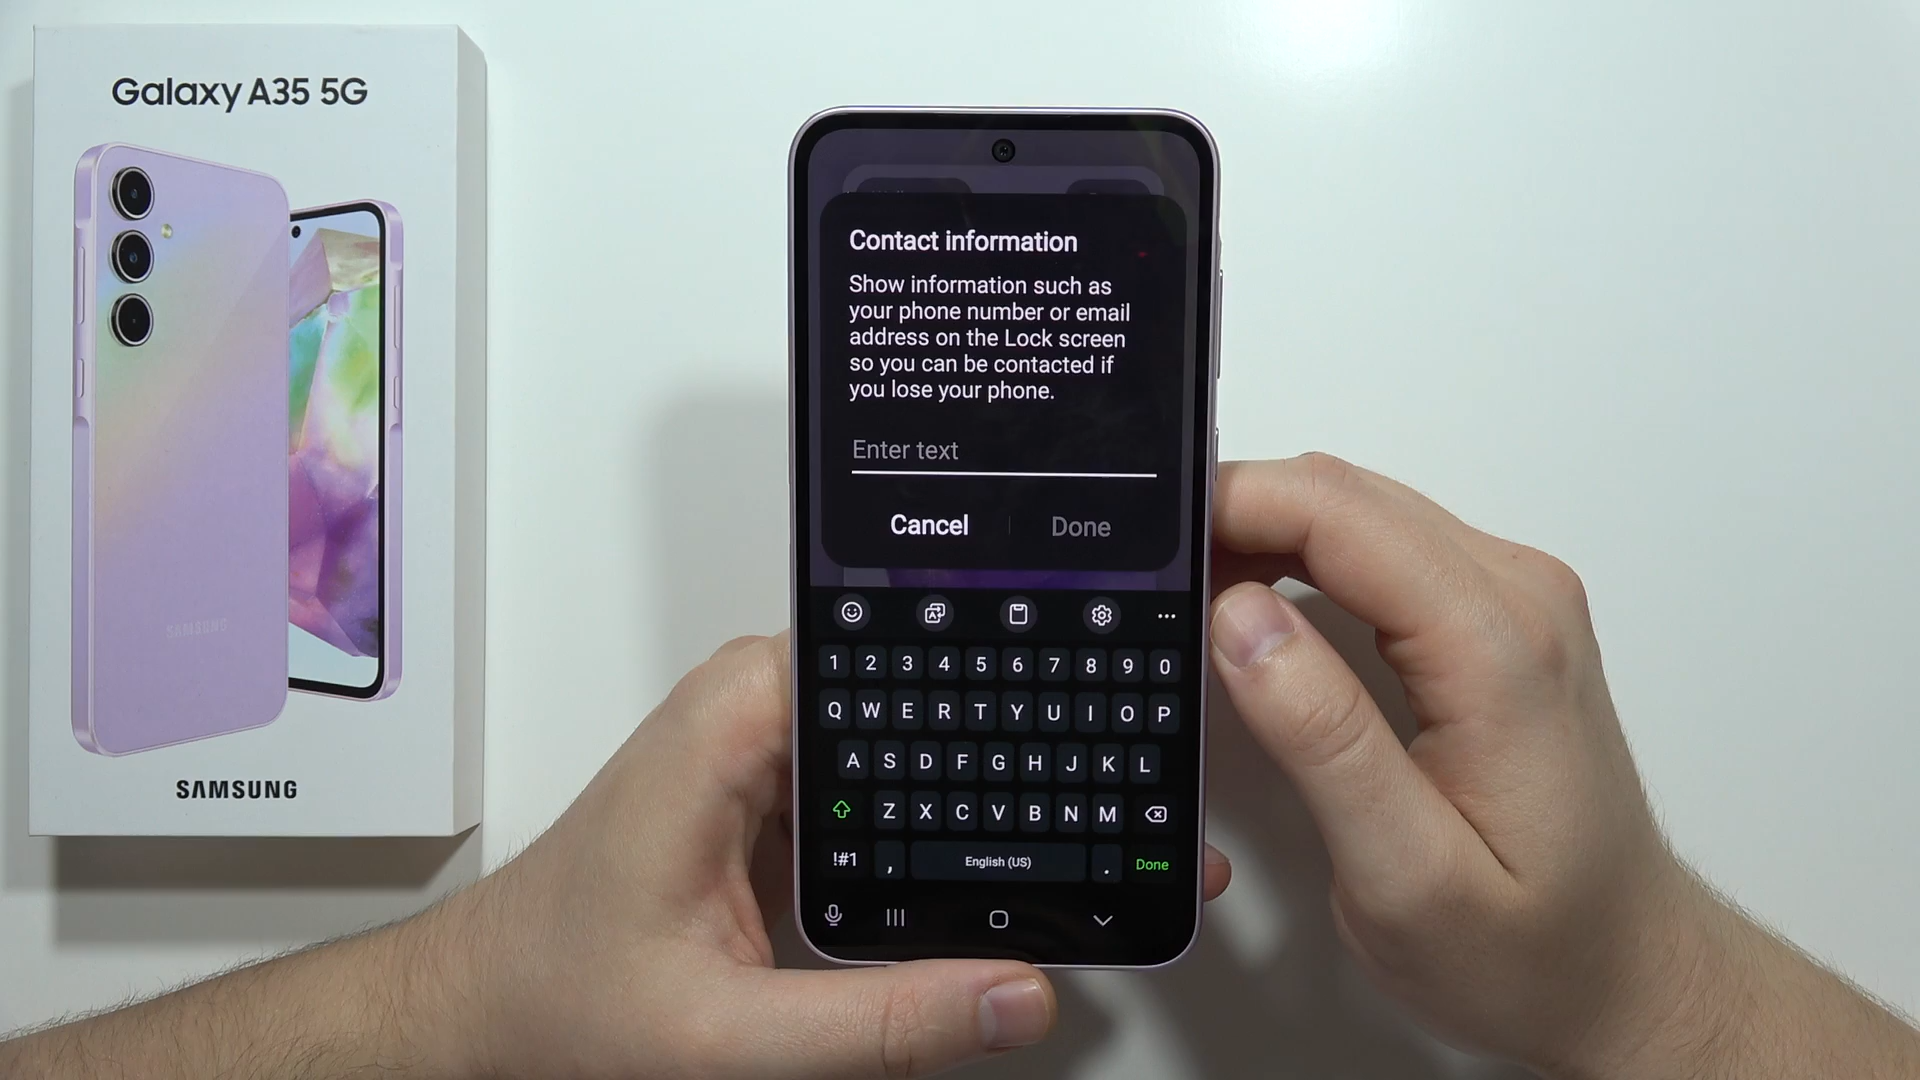 Galaxy A35 5G
SAMSUNG
SAMSUNG
Contact information
Show information such as
your phone number or email
address on the Lock screen
so you can be contacted if
you lose your phone.
Enter text
Cancel Done
1 2 3 4 5 6 7 8 9 0
Q W E R T Y U I O P
A S D F G H J K L
Z X C V B N M
!#1 , English (US) . Done